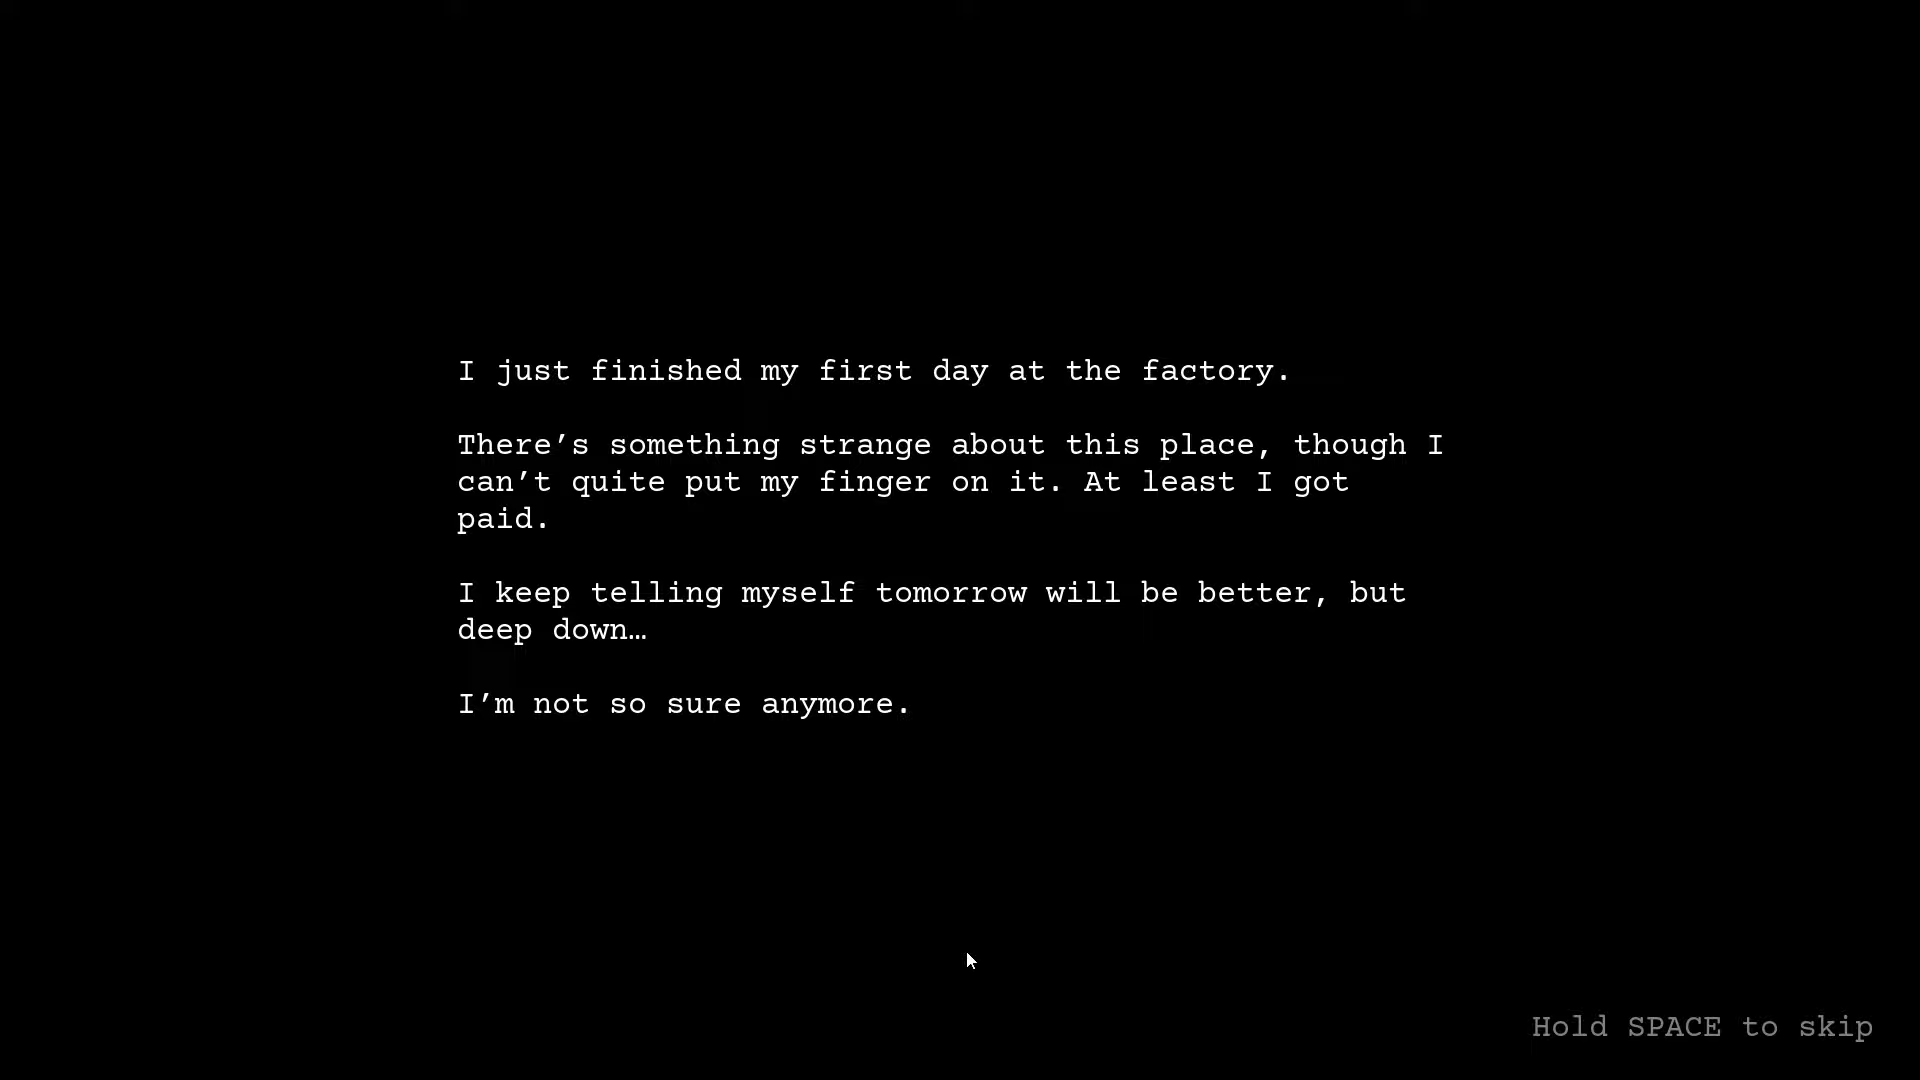 I just finished my first day at the factory.
There’s something strange about this place, though I
can’t quite put my finger on it. At least I got
paid.
I keep telling myself tomorrow will be better, but
deep down…
I’m not so sure anymore.
Hold SPACE to skip